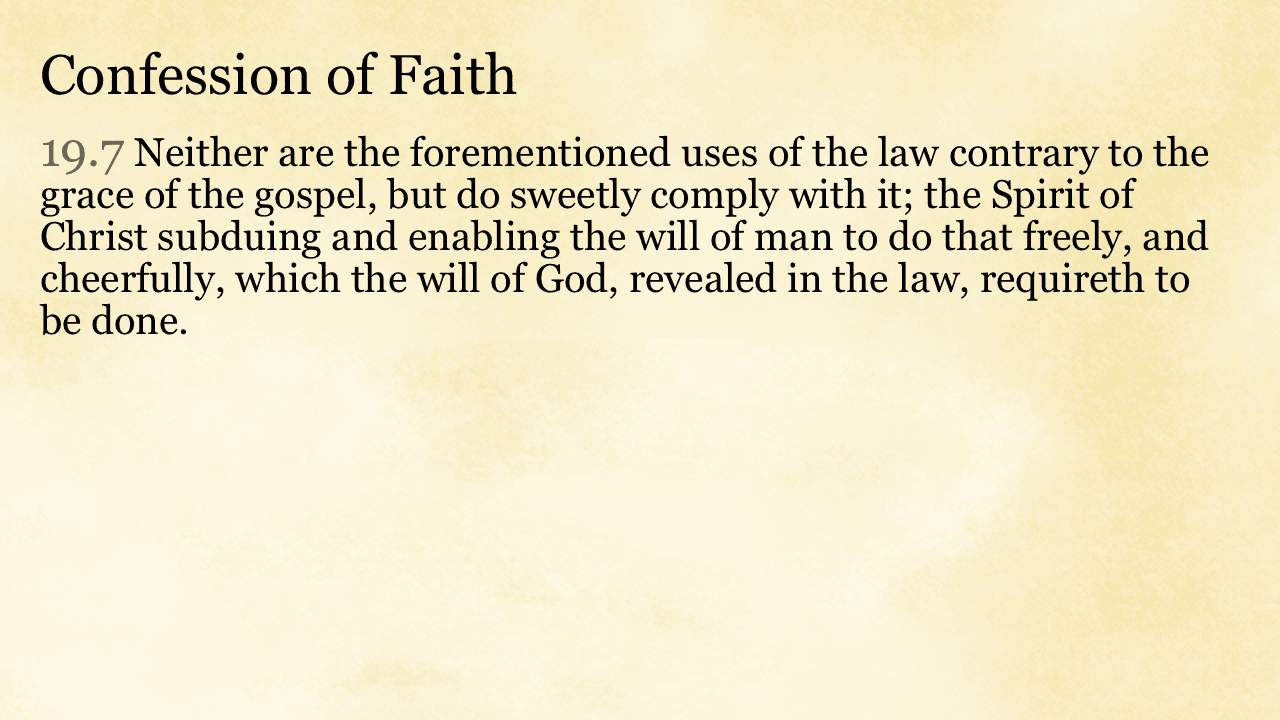 Confession of Faith
19.7 Neither are the forementioned uses of the law contrary to the
grace of the gospel, but do sweetly comply with it; the Spirit of
Christ subduing and enabling the will of man to do that freely, and
cheerfully, which the will of God, revealed in the law, requireth to
be done.